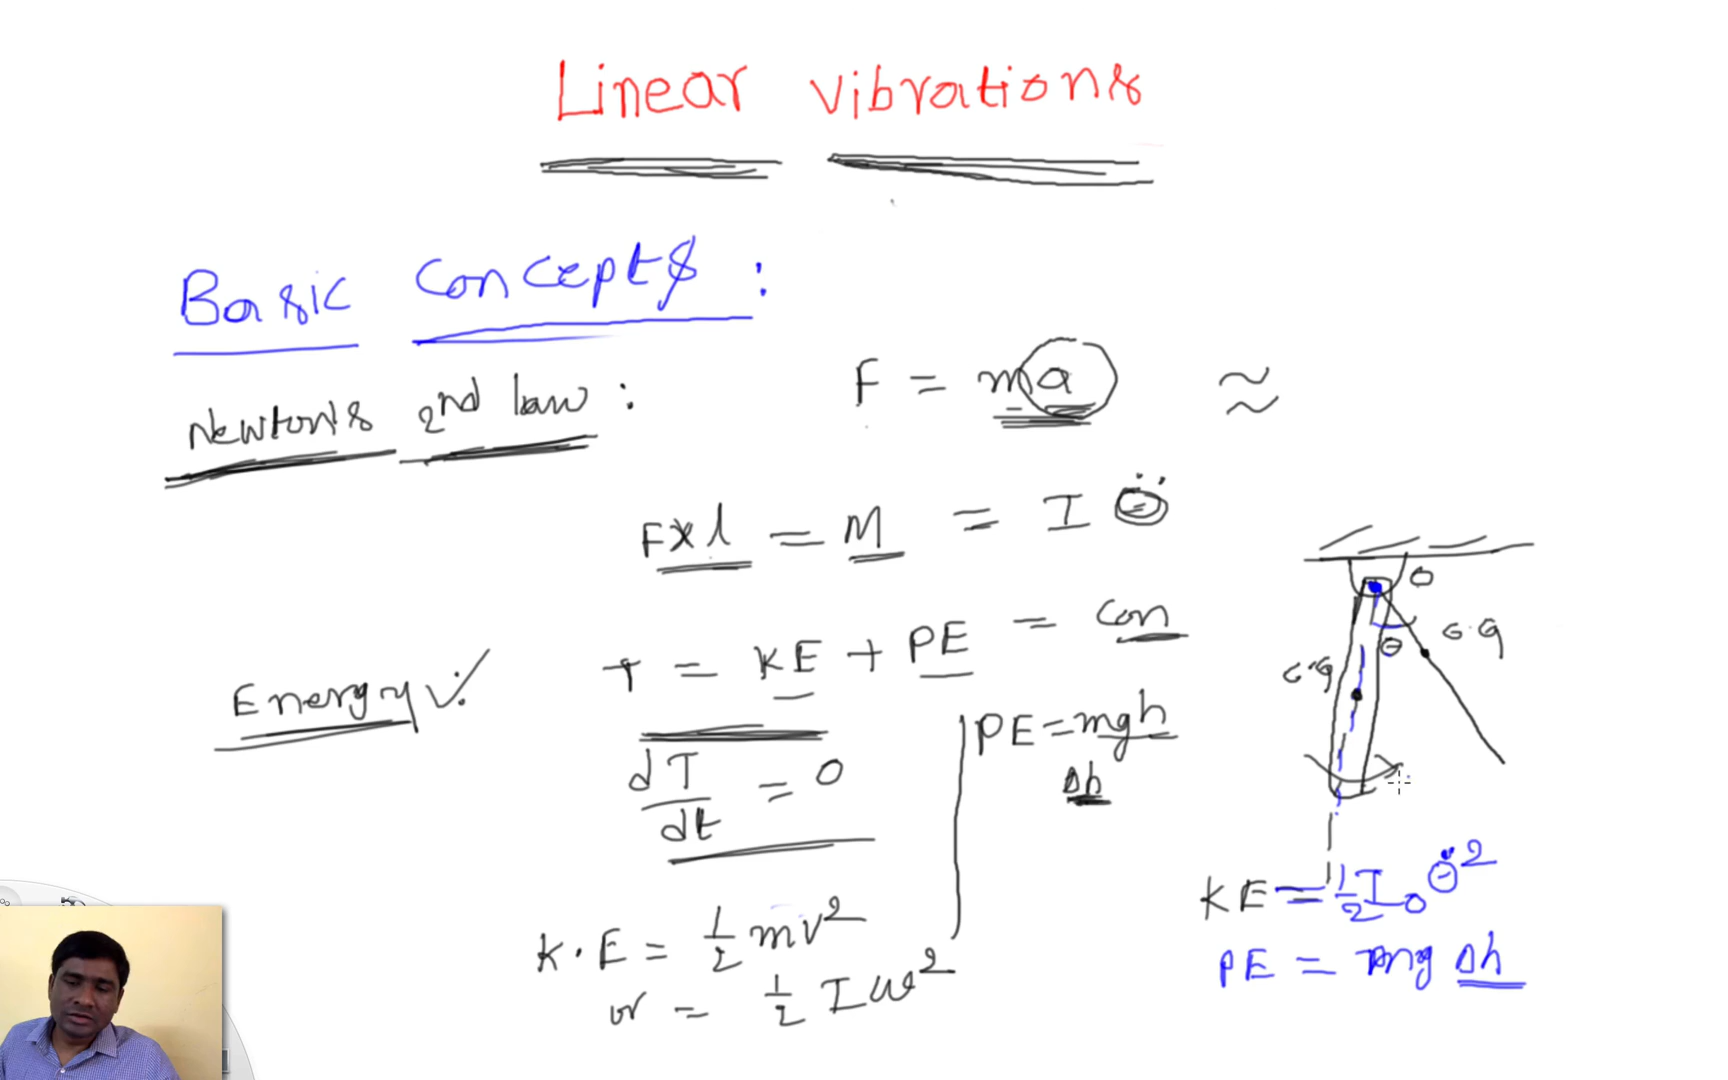 Linear vibrations
Basic concepts :
Newton's 2nd law :
F = ma ≈
F×l = M = I θ̈
Energy ✓
T = KE + PE = con
dT/dt = 0
PE = mgh
Δh
K.E = 1/2 mv²
or = 1/2 I ω²
O
θ
G.G
G.G
KE = 1/2 I₀ θ̇²
PE = mg Δh